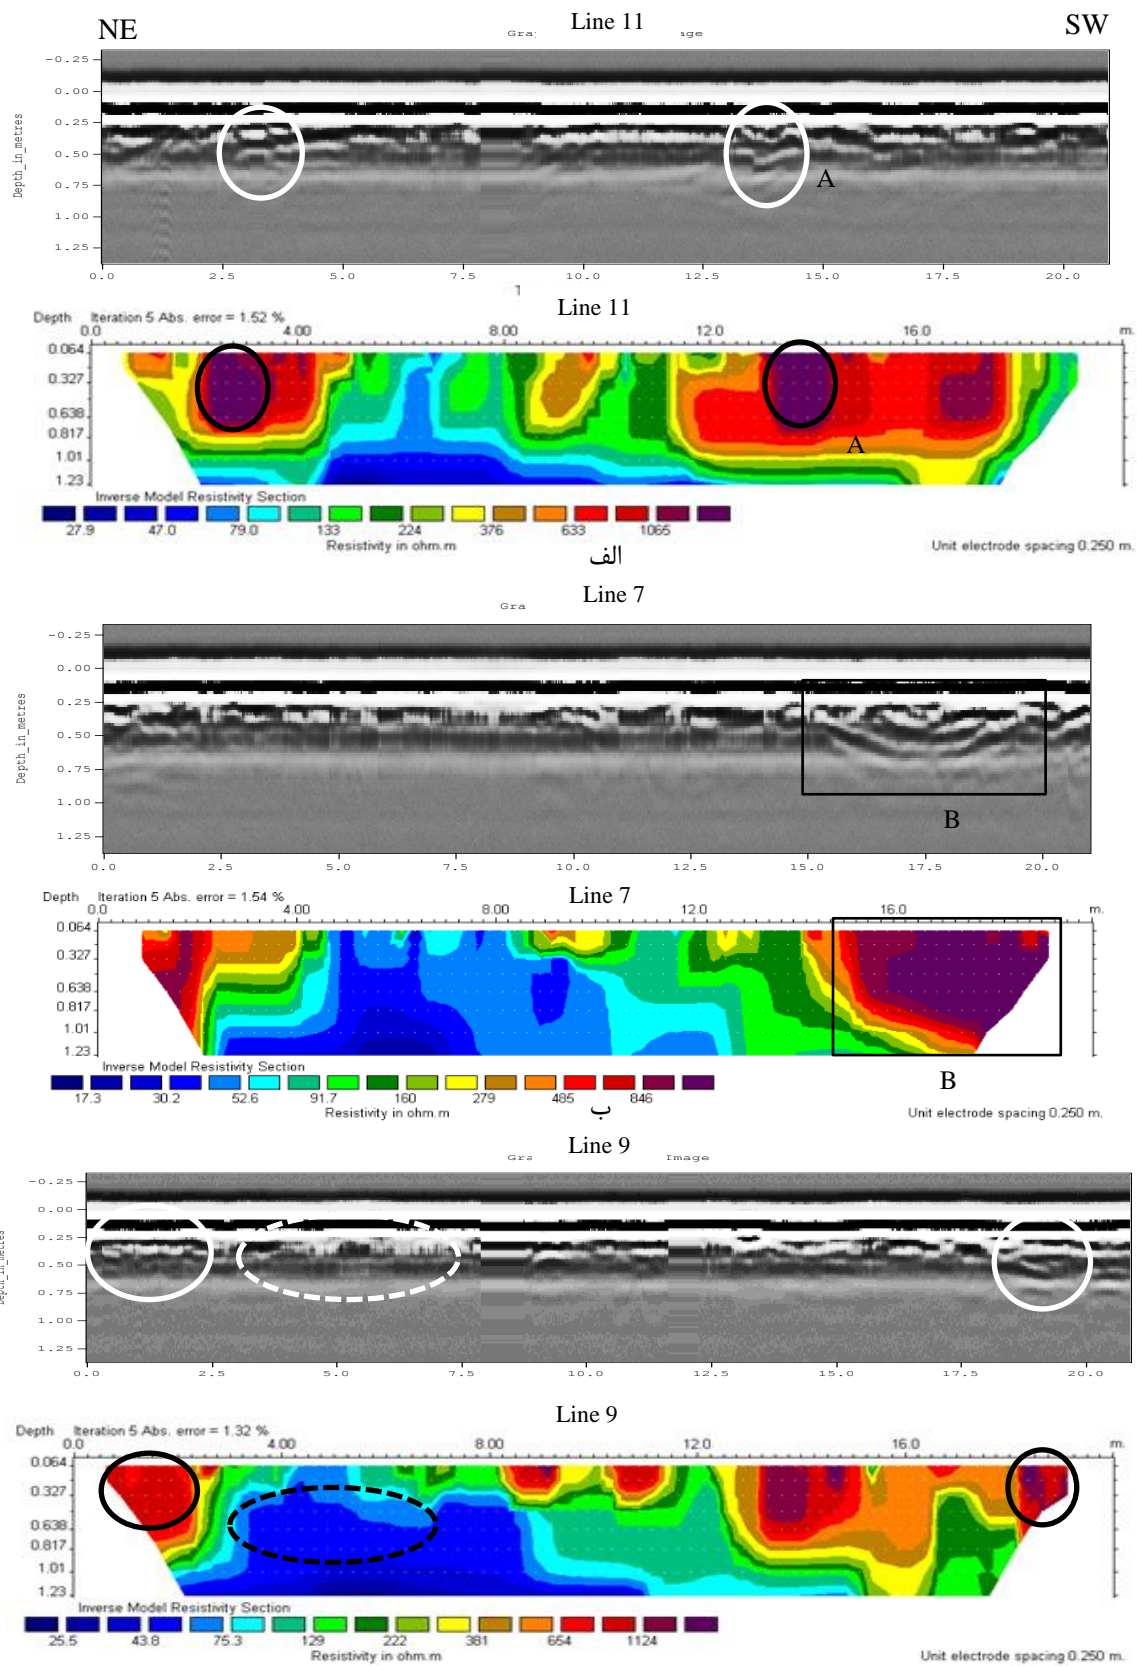 NE Line 11 SW
Gra ge
Depth_in_metres
-0.25
0.00
0.25
0.50
0.75
1.00
1.25
A
0.0 2.5 5.0 7.5 10.0 12.5 15.0 17.5 20.0
Line 11
Depth Iteration 5 Abs. error = 1.52 %
0.0 4.00 8.00 12.0 16.0 m.
0.064
0.327
0.638
0.817
1.01
1.23
A
Inverse Model Resistivity Section
27.9 47.0 79.0 133 224 376 633 1065
Resistivity in ohm.m
Unit electrode spacing 0.250 m.
الف
Line 7
Gra
Depth_in_metres
-0.25
0.00
0.25
0.50
0.75
1.00
1.25
B
0.0 2.5 5.0 7.5 10.0 12.5 15.0 17.5 20.0
Line 7
Depth Iteration 5 Abs. error = 1.54 %
0.0 4.00 8.00 12.0 16.0 m.
0.064
0.327
0.638
0.817
1.01
1.23
Inverse Model Resistivity Section
B
17.3 30.2 52.6 91.7 160 279 485 846
Resistivity in ohm.m
Unit electrode spacing 0.250 m.
ب
Line 9
Gra Image
-0.25
0.00
0.25
0.50
0.75
1.00
1.25
0.0 2.5 5.0 7.5 10.0 12.5 15.0 17.5 20.0
Line 9
Depth Iteration 5 Abs. error = 1.32 %
0.0 4.00 8.00 12.0 16.0 m.
0.064
0.327
0.638
0.817
1.01
1.23
Inverse Model Resistivity Section
25.5 43.8 75.3 129 222 381 654 1124
Resistivity in ohm.m
Unit electrode spacing 0.250 m.